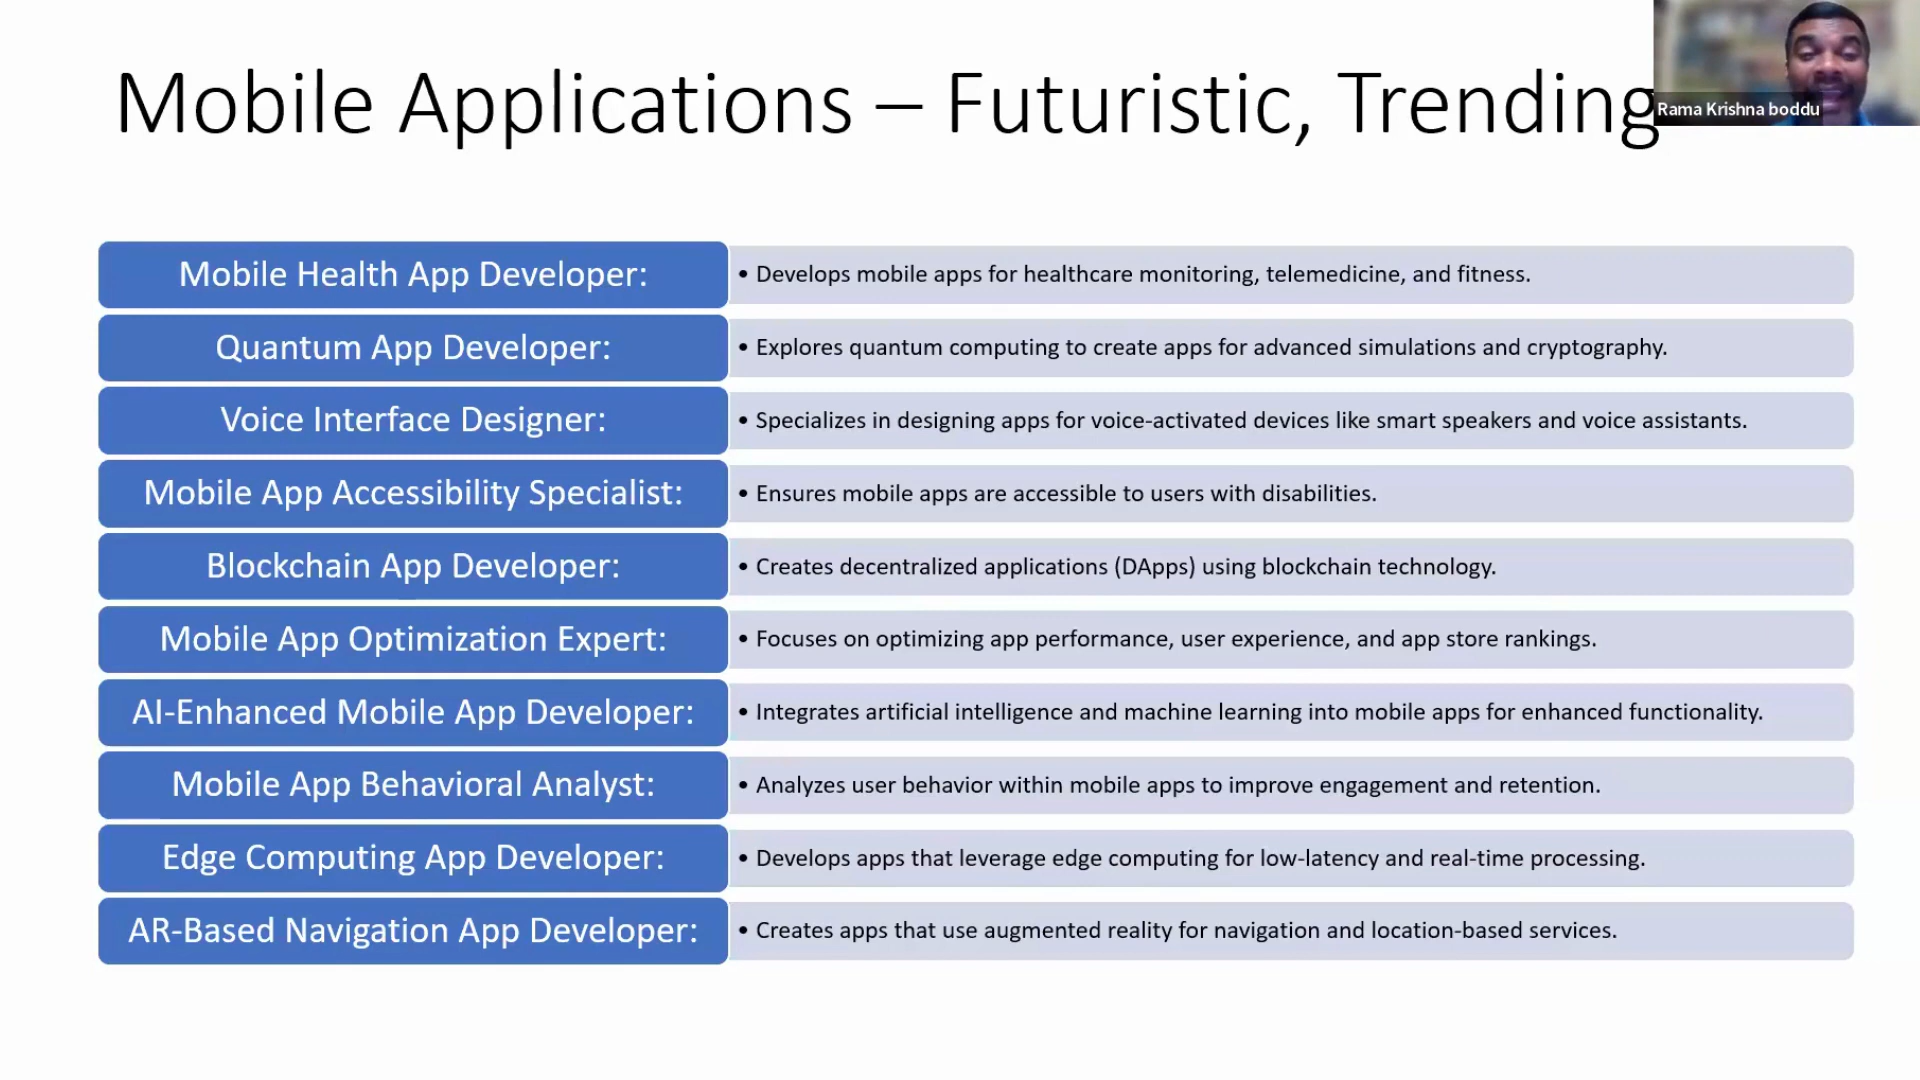 Mobile Applications – Futuristic, Trending
Rama Krishna boddu
Mobile Health App Developer:
• Develops mobile apps for healthcare monitoring, telemedicine, and fitness.
Quantum App Developer:
• Explores quantum computing to create apps for advanced simulations and cryptography.
Voice Interface Designer:
• Specializes in designing apps for voice-activated devices like smart speakers and voice assistants.
Mobile App Accessibility Specialist:
• Ensures mobile apps are accessible to users with disabilities.
Blockchain App Developer:
• Creates decentralized applications (DApps) using blockchain technology.
Mobile App Optimization Expert:
• Focuses on optimizing app performance, user experience, and app store rankings.
AI-Enhanced Mobile App Developer:
• Integrates artificial intelligence and machine learning into mobile apps for enhanced functionality.
Mobile App Behavioral Analyst:
• Analyzes user behavior within mobile apps to improve engagement and retention.
Edge Computing App Developer:
• Develops apps that leverage edge computing for low-latency and real-time processing.
AR-Based Navigation App Developer:
• Creates apps that use augmented reality for navigation and location-based services.